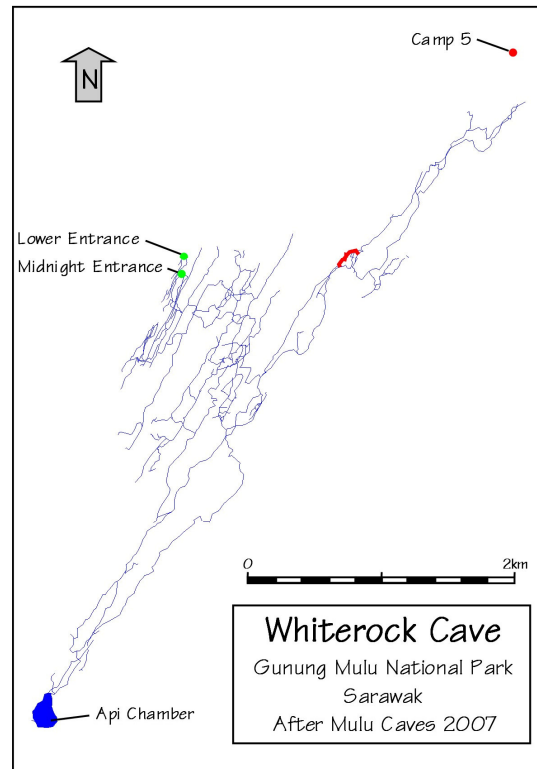 Camp 5
N
Lower Entrance
Midnight Entrance
0 2km
Whiterock Cave
Gunung Mulu National Park
Sarawak
After Mulu Caves 2007
Api Chamber